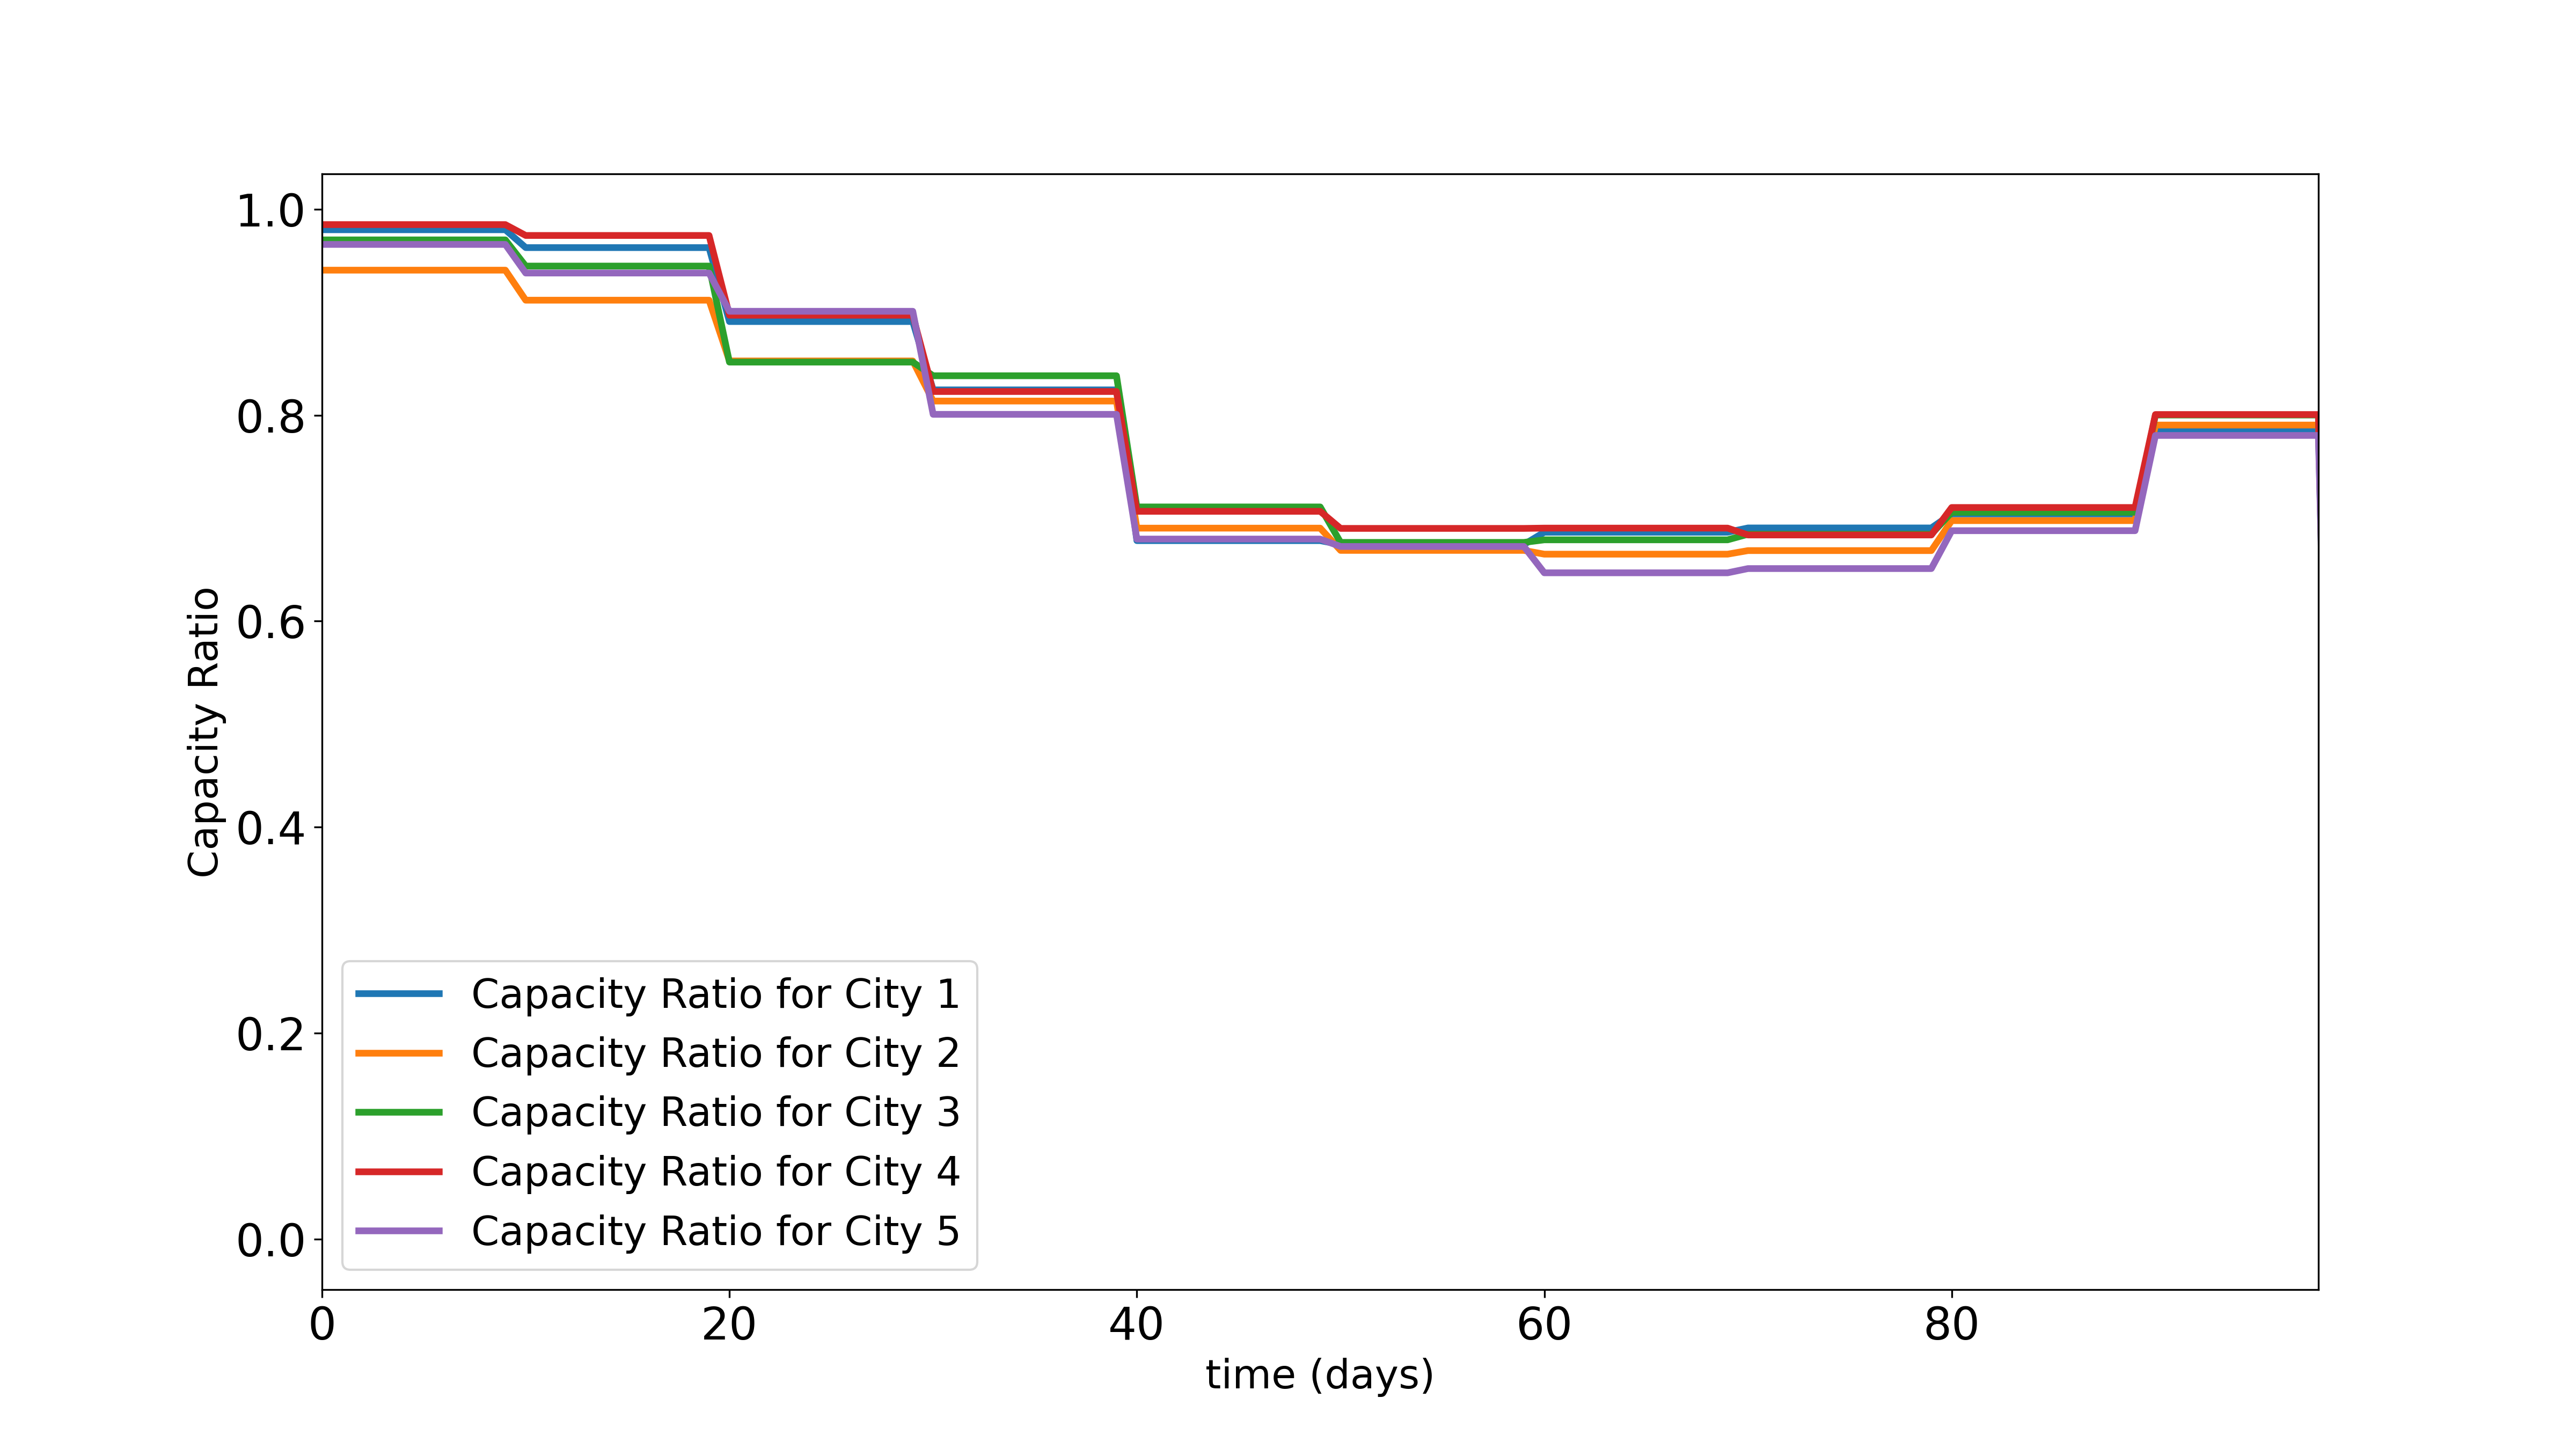 1.0
0.8
0.6
0.4
0.2
0.0
Capacity Ratio
Capacity Ratio for City 1
Capacity Ratio for City 2
Capacity Ratio for City 3
Capacity Ratio for City 4
Capacity Ratio for City 5
0 20 40 60 80
time (days)